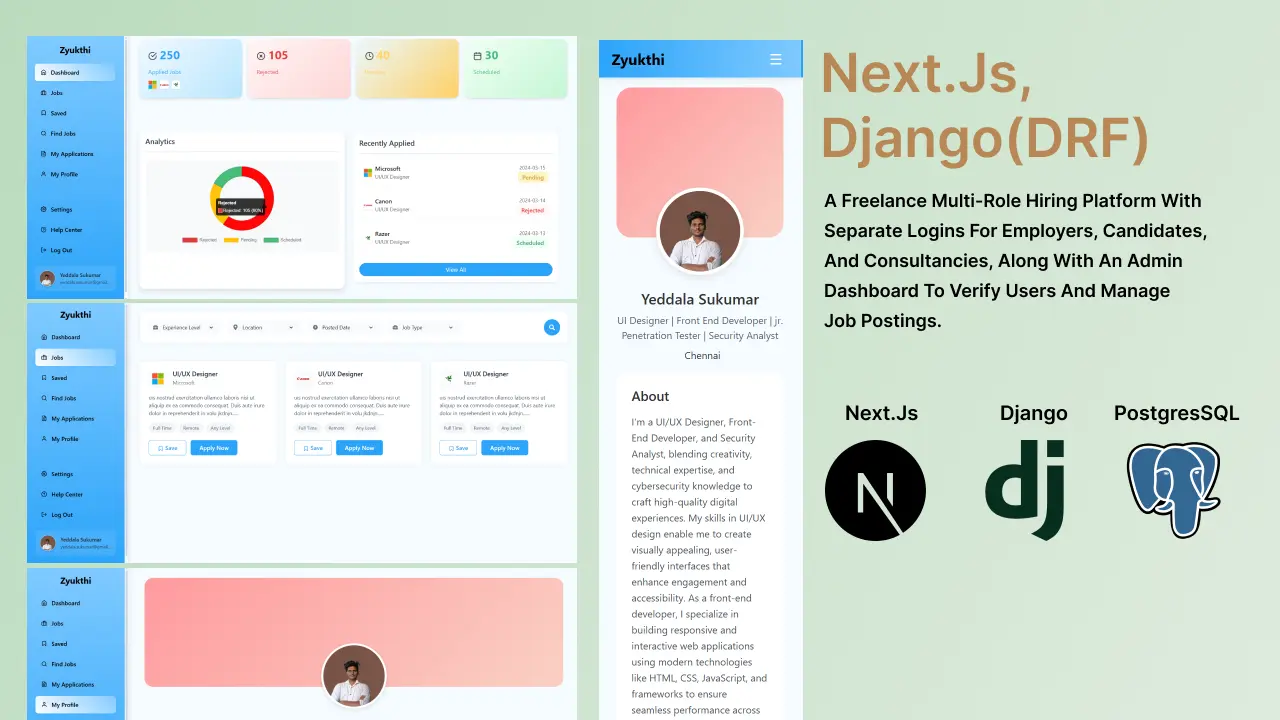 Zyukthi
Dashboard
Jobs
Saved
Find Jobs
My Applications
My Profile
Settings
Help Center
Log Out
Yeddala Sukumar
250
Applied Jobs
105
Rejected
40
Pending
30
Scheduled
Analytics
Rejected
Rejected: 105 (60%)
Rejected
Pending
Scheduled
Recently Applied
Microsoft
UI/UX Designer
2024-03-15
Pending
Canon
UI/UX Designer
2024-03-14
Rejected
Razer
UI/UX Designer
2024-03-13
Scheduled
View All
Zyukthi
Dashboard
Jobs
Saved
Find Jobs
My Applications
My Profile
Settings
Help Center
Log Out
Yeddala Sukumar
Experience Level
Location
Posted Date
Job Type
UI/UX Designer
Microsoft
uis nostrud exercitation ullamco laboris nisi ut
aliquip ex ea commodo consequat. Duis aute irure
dolor in reprehenderit in volu jkdnjs.....
Full Time Remote Any Level
Save Apply Now
UI/UX Designer
Canon
uis nostrud exercitation ullamco laboris nisi ut
aliquip ex ea commodo consequat. Duis aute irure
dolor in reprehenderit in volu jkdnjs.....
Full Time Remote Any Level
Save Apply Now
UI/UX Designer
Razer
uis nostrud exercitation ullamco laboris nisi ut
aliquip ex ea commodo consequat. Duis aute irure
dolor in reprehenderit in volu jkdnjs.....
Full Time Remote Any Level
Save Apply Now
Zyukthi
Dashboard
Jobs
Saved
Find Jobs
My Applications
My Profile
Zyukthi
Yeddala Sukumar
UI Designer | Front End Developer | jr.
Penetration Tester | Security Analyst
Chennai
About
I'm a UI/UX Designer, Front-
End Developer, and Security
Analyst, blending creativity,
technical expertise, and
cybersecurity knowledge to
craft high-quality digital
experiences. My skills in UI/UX
design enable me to create
visually appealing, user-
friendly interfaces that
enhance engagement and
accessibility. As a front-end
developer, I specialize in
building responsive and
interactive web applications
using modern technologies
like HTML, CSS, JavaScript, and
frameworks to ensure
seamless performance across
Next.Js,
Django(DRF)
A Freelance Multi-Role Hiring Platform With
Separate Logins For Employers, Candidates,
And Consultancies, Along With An Admin
Dashboard To Verify Users And Manage
Job Postings.
Next.Js
Django
PostgresSQL
N
dj